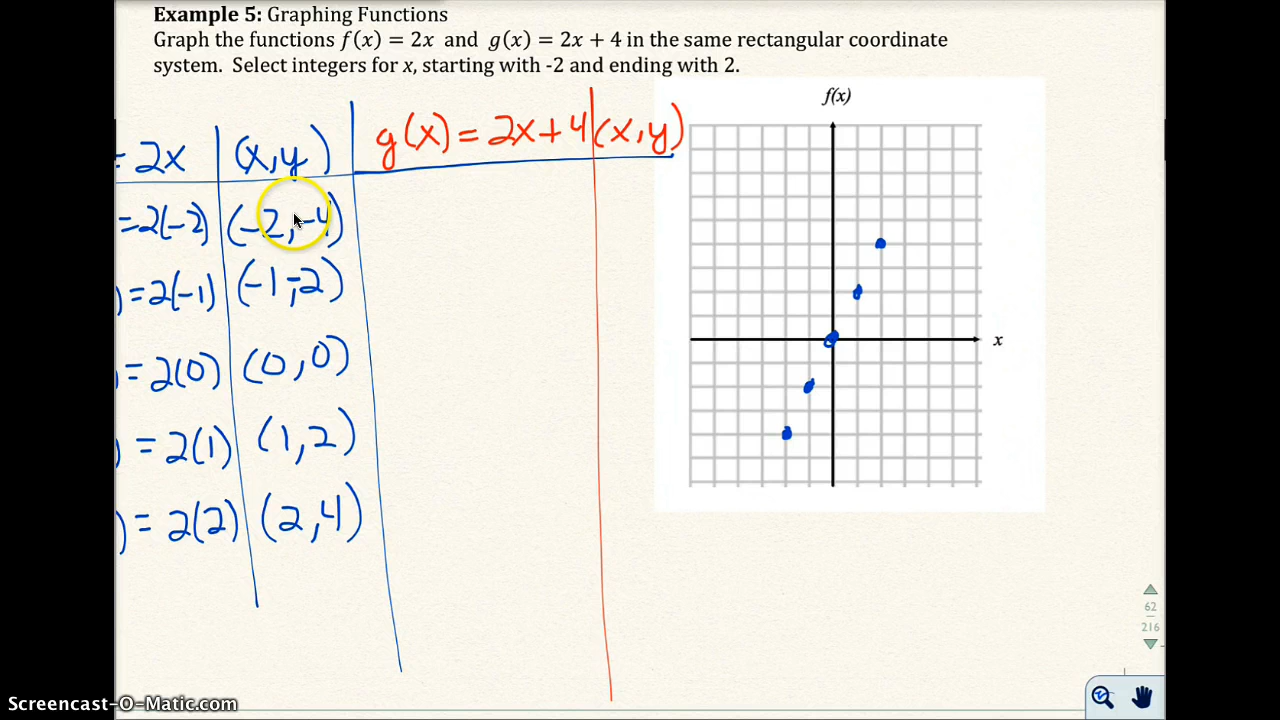 Example 5: Graphing Functions
Graph the functions f(x) = 2x and g(x) = 2x + 4 in the same rectangular coordinate
system. Select integers for x, starting with -2 and ending with 2.
f(x)
g(x) = 2x+4 (x,y)
= 2x (x,y)
=2(-2) (-2,-4)
) =2(-1) (-1,-2)
) = 2(0) (0,0)
x
) = 2(1) (1,2)
) = 2(2) (2,4)
62
216
Screencast-O-Matic.com